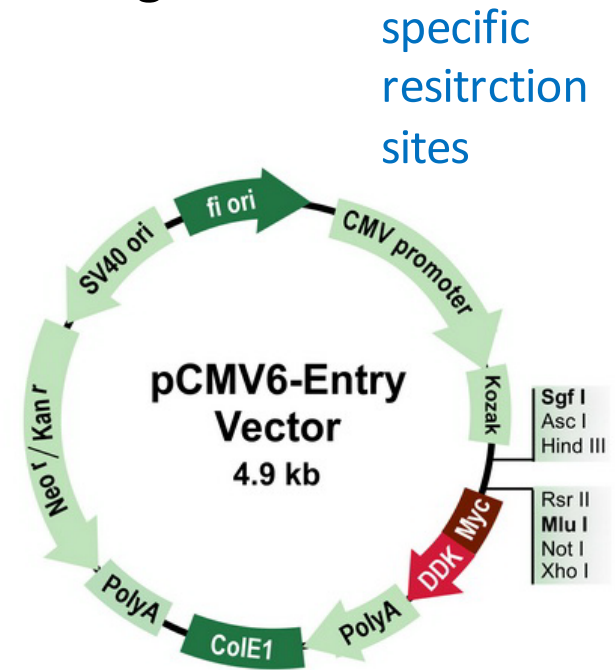 specific
resitrction
sites
fi ori
CMV promoter
SV40 ori
Kozak
Sgf I
Asc I
Hind III
pCMV6-Entry
Vector
4.9 kb
Neo r / Kan r
Rsr II
Mlu I
Not I
Xho I
Myc
DDK
PolyA
PolyA
ColE1